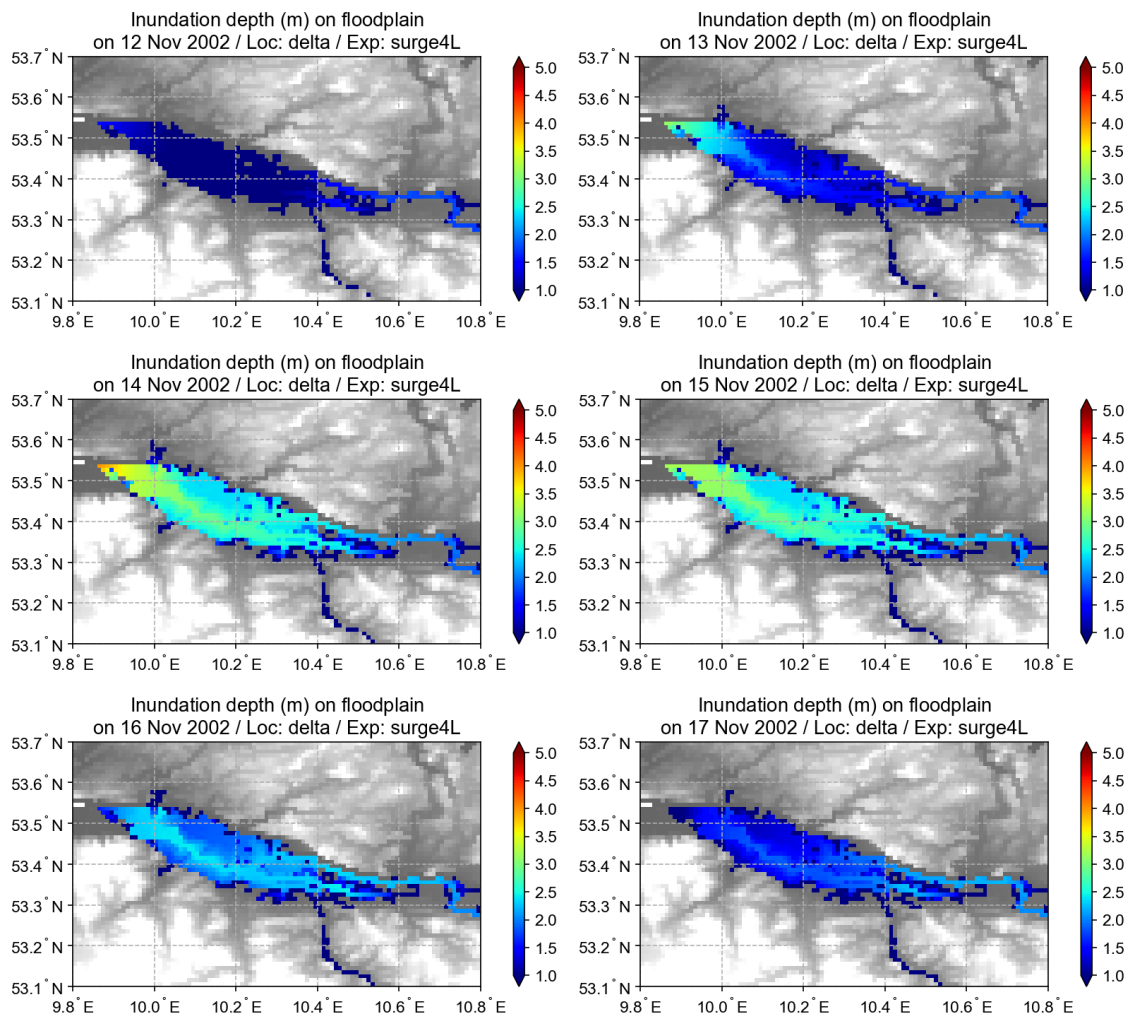 Inundation depth (m) on floodplain
on 12 Nov 2002 / Loc: delta / Exp: surge4L
53.7° N
53.6° N
53.5° N
53.4° N
53.3° N
53.2° N
53.1° N
9.8° E 10.0° E 10.2° E 10.4° E 10.6° E 10.8° E
5.0
4.5
4.0
3.5
3.0
2.5
2.0
1.5
1.0
Inundation depth (m) on floodplain
on 13 Nov 2002 / Loc: delta / Exp: surge4L
53.7° N
53.6° N
53.5° N
53.4° N
53.3° N
53.2° N
53.1° N
9.8° E 10.0° E 10.2° E 10.4° E 10.6° E 10.8° E
5.0
4.5
4.0
3.5
3.0
2.5
2.0
1.5
1.0
Inundation depth (m) on floodplain
on 14 Nov 2002 / Loc: delta / Exp: surge4L
53.7° N
53.6° N
53.5° N
53.4° N
53.3° N
53.2° N
53.1° N
9.8° E 10.0° E 10.2° E 10.4° E 10.6° E 10.8° E
5.0
4.5
4.0
3.5
3.0
2.5
2.0
1.5
1.0
Inundation depth (m) on floodplain
on 15 Nov 2002 / Loc: delta / Exp: surge4L
53.7° N
53.6° N
53.5° N
53.4° N
53.3° N
53.2° N
53.1° N
9.8° E 10.0° E 10.2° E 10.4° E 10.6° E 10.8° E
5.0
4.5
4.0
3.5
3.0
2.5
2.0
1.5
1.0
Inundation depth (m) on floodplain
on 16 Nov 2002 / Loc: delta / Exp: surge4L
53.7° N
53.6° N
53.5° N
53.4° N
53.3° N
53.2° N
53.1° N
9.8° E 10.0° E 10.2° E 10.4° E 10.6° E 10.8° E
5.0
4.5
4.0
3.5
3.0
2.5
2.0
1.5
1.0
Inundation depth (m) on floodplain
on 17 Nov 2002 / Loc: delta / Exp: surge4L
53.7° N
53.6° N
53.5° N
53.4° N
53.3° N
53.2° N
53.1° N
9.8° E 10.0° E 10.2° E 10.4° E 10.6° E 10.8° E
5.0
4.5
4.0
3.5
3.0
2.5
2.0
1.5
1.0